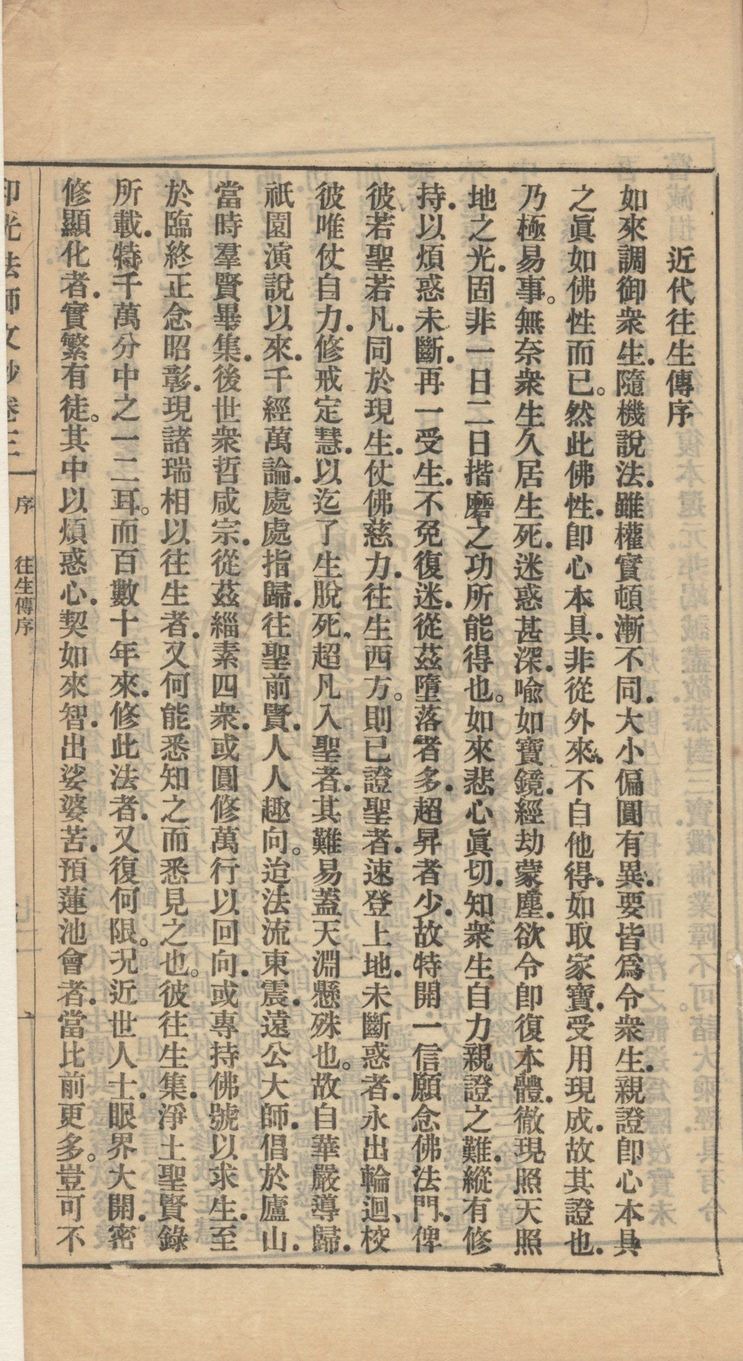 近代往生傳序
如來調御衆生.隨機說法.雖權實頓漸不同.大小偏圓有異.要皆爲令衆生.親證卽心本具
之眞如佛性而已。然此佛性.卽心本具.非從外來.不自他得.如取家寶.受用現成.故其證也.
乃極易事。無奈衆生久居生死.迷惑甚深.喩如寶鏡.經劫蒙塵.欲令卽復本體.徹現照天照
地之光.固非一日二日揩磨之功所能得也。如來悲心眞切.知衆生自力親證之難.縱有修
持.以煩惑未斷.再一受生.不免復迷.從茲墮落者多.超昇者少.故特開一信願念佛法門.俾
彼若聖若凡.同於現生.仗佛慈力.往生西方。則已證聖者.速登上地.未斷惑者.永出輪迴、校
彼唯仗自力.修戒定慧.以迄了生脫死.超凡入聖者.其難易蓋天淵懸殊也。故自華嚴導歸.
祇園演說以來.千經萬論.處處指歸.往聖前賢.人人趣向。迨法流東震.遠公大師.倡於廬山.
當時羣賢畢集.後世衆哲咸宗.從茲緇素四衆.或圓修萬行以回向.或專持佛號以求生.至
於臨終正念昭彰.現諸瑞相以往生者.又何能悉知之而悉見之也。彼往生集.淨土聖賢錄
所載.特千萬分中之一二耳。而百數十年來.修此法者.又復何限。況近世人士.眼界大開.密
修顯化者.實繁有徒。其中以煩惑心.契如來智.出娑婆苦.預蓮池會者.當比前更多。豈可不
印光法師文鈔卷三　序　往生傳序